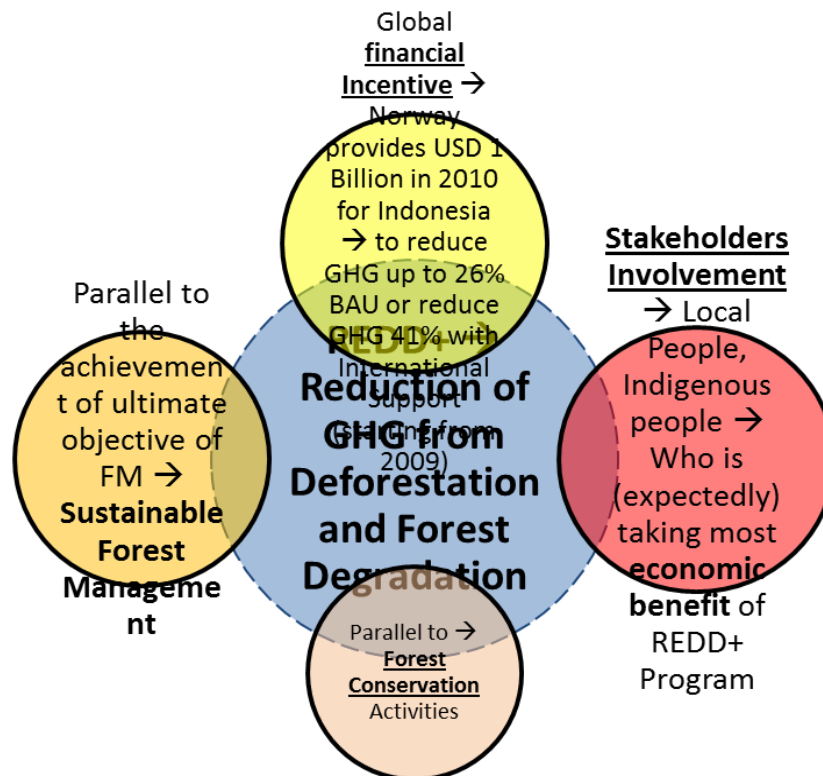 Global
financial
Incentive →
Norway
provides USD 1
Billion in 2010
for Indonesia
→ to reduce
GHG up to 26%
BAU or reduce
GHG 41% with
International
Support
(starting from
2009)
Parallel to
the
achievemen
t of ultimate
objective of
FM →
Sustainable
Forest
Manageme
nt
REDD+ →
Reduction of
GHG from
Deforestation
and Forest
Degradation
Stakeholders
Involvement
→ Local
People,
Indigenous
people →
Who is
(expectedly)
taking most
economic
benefit of
REDD+
Program
Parallel to →
Forest
Conservation
Activities